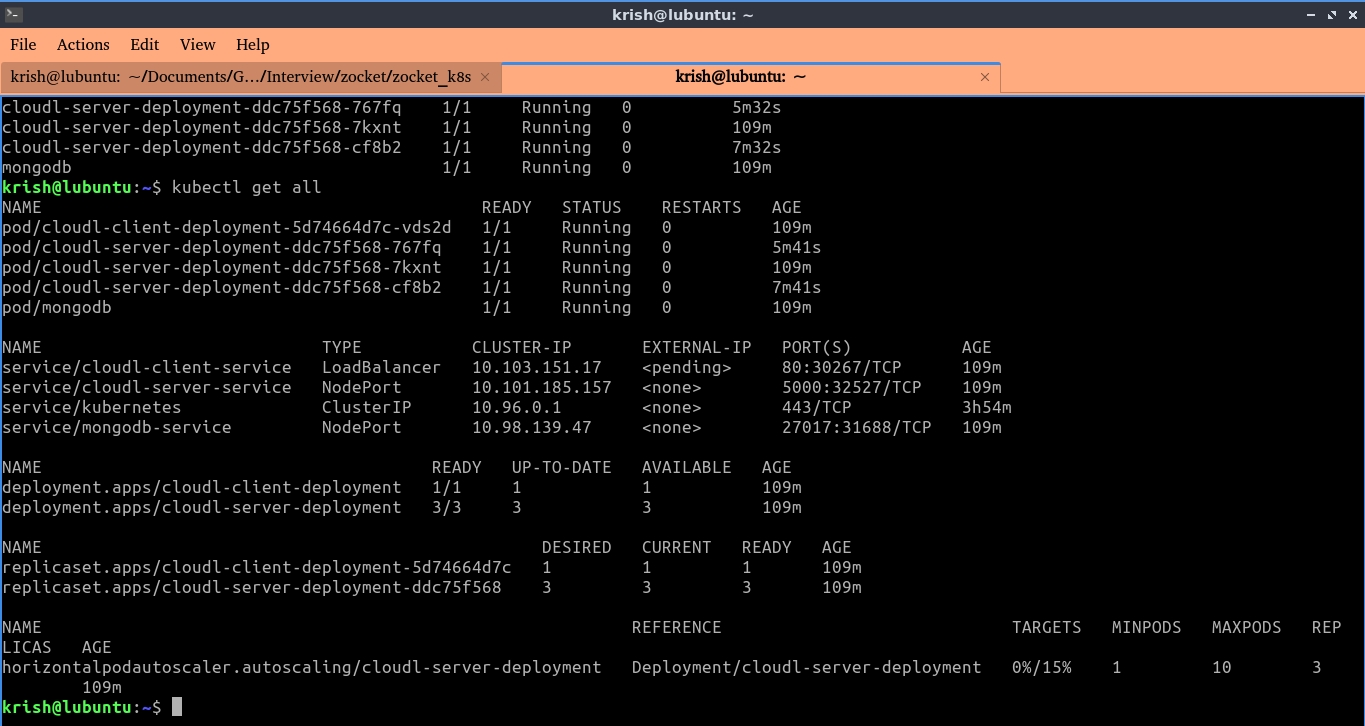 krish@lubuntu: ~
File Actions Edit View Help
krish@lubuntu: ~/Documents/G…/Interview/zocket/zocket_k8s × krish@lubuntu: ~ ×
cloudl-server-deployment-ddc75f568-767fq    1/1     Running   0          5m32s
cloudl-server-deployment-ddc75f568-7kxnt    1/1     Running   0          109m
cloudl-server-deployment-ddc75f568-cf8b2    1/1     Running   0          7m32s
mongodb                                     1/1     Running   0          109m
krish@lubuntu:~$ kubectl get all
NAME                                            READY   STATUS    RESTARTS   AGE
pod/cloudl-client-deployment-5d74664d7c-vds2d   1/1     Running   0          109m
pod/cloudl-server-deployment-ddc75f568-767fq    1/1     Running   0          5m41s
pod/cloudl-server-deployment-ddc75f568-7kxnt    1/1     Running   0          109m
pod/cloudl-server-deployment-ddc75f568-cf8b2    1/1     Running   0          7m41s
pod/mongodb                                     1/1     Running   0          109m
NAME                            TYPE           CLUSTER-IP       EXTERNAL-IP   PORT(S)           AGE
service/cloudl-client-service   LoadBalancer   10.103.151.17    <pending>     80:30267/TCP      109m
service/cloudl-server-service   NodePort       10.101.185.157   <none>        5000:32527/TCP    109m
service/kubernetes              ClusterIP      10.96.0.1        <none>        443/TCP           3h54m
service/mongodb-service         NodePort       10.98.139.47     <none>        27017:31688/TCP   109m
NAME                                       READY   UP-TO-DATE   AVAILABLE   AGE
deployment.apps/cloudl-client-deployment   1/1     1            1           109m
deployment.apps/cloudl-server-deployment   3/3     3            3           109m
NAME                                                  DESIRED   CURRENT   READY   AGE
replicaset.apps/cloudl-client-deployment-5d74664d7c   1         1         1       109m
replicaset.apps/cloudl-server-deployment-ddc75f568    3         3         3       109m
NAME                                                           REFERENCE                             TARGETS   MINPODS   MAXPODS   REP
LICAS   AGE
horizontalpodautoscaler.autoscaling/cloudl-server-deployment   Deployment/cloudl-server-deployment   0%/15%    1         10        3
        109m
krish@lubuntu:~$